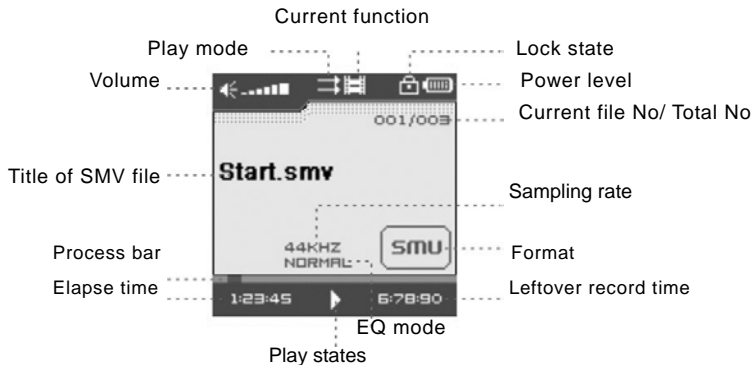 Current function
Play mode
Lock state
Volume
Power level
Current file No/ Total No
001/003
Title of SMV file
Start.smv
Sampling rate
44KHZ
SMV
NORMAL
Process bar
Format
Elapse time
Leftover record time
1:23:45
6:78:90
EQ mode
Play states